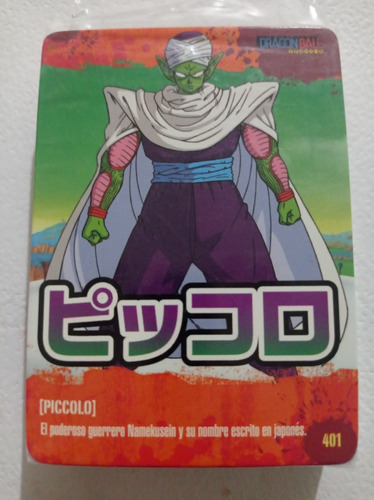 DRAGON BALL
ピッコロ
[PICCOLO]
El poderoso guerrero Namekusein y su nombre escrito en japonés.
401